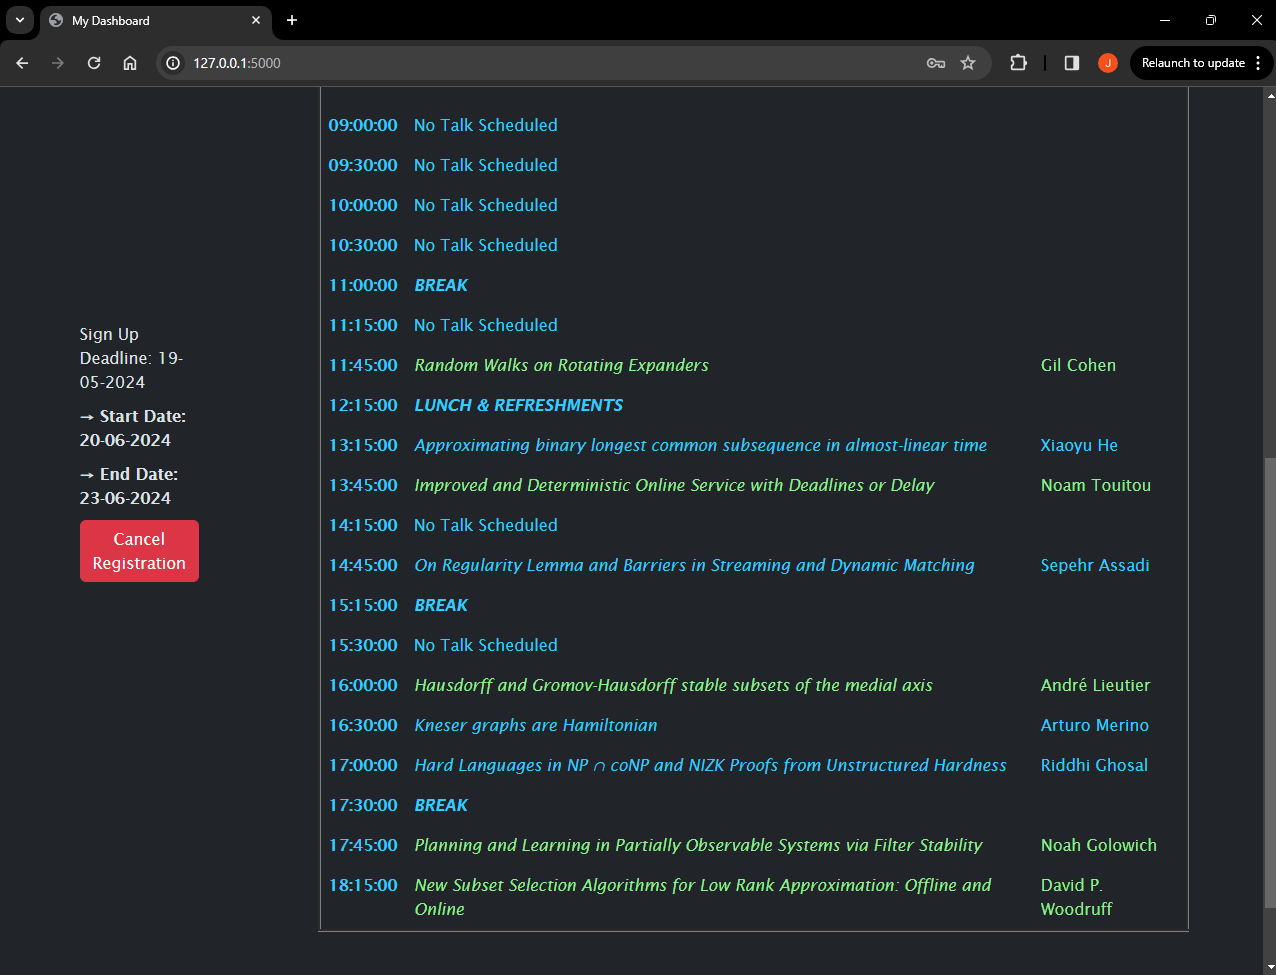 My Dashboard
127.0.0.1:5000
J
Relaunch to update
Sign Up
Deadline: 19-
05-2024
→ Start Date:
20-06-2024
→ End Date:
23-06-2024
Cancel
Registration
09:00:00 No Talk Scheduled
09:30:00 No Talk Scheduled
10:00:00 No Talk Scheduled
10:30:00 No Talk Scheduled
11:00:00 BREAK
11:15:00 No Talk Scheduled
11:45:00 Random Walks on Rotating Expanders Gil Cohen
12:15:00 LUNCH & REFRESHMENTS
13:15:00 Approximating binary longest common subsequence in almost-linear time Xiaoyu He
13:45:00 Improved and Deterministic Online Service with Deadlines or Delay Noam Touitou
14:15:00 No Talk Scheduled
14:45:00 On Regularity Lemma and Barriers in Streaming and Dynamic Matching Sepehr Assadi
15:15:00 BREAK
15:30:00 No Talk Scheduled
16:00:00 Hausdorff and Gromov-Hausdorff stable subsets of the medial axis André Lieutier
16:30:00 Kneser graphs are Hamiltonian Arturo Merino
17:00:00 Hard Languages in NP ∩ coNP and NIZK Proofs from Unstructured Hardness Riddhi Ghosal
17:30:00 BREAK
17:45:00 Planning and Learning in Partially Observable Systems via Filter Stability Noah Golowich
18:15:00 New Subset Selection Algorithms for Low Rank Approximation: Offline and David P.
Online Woodruff